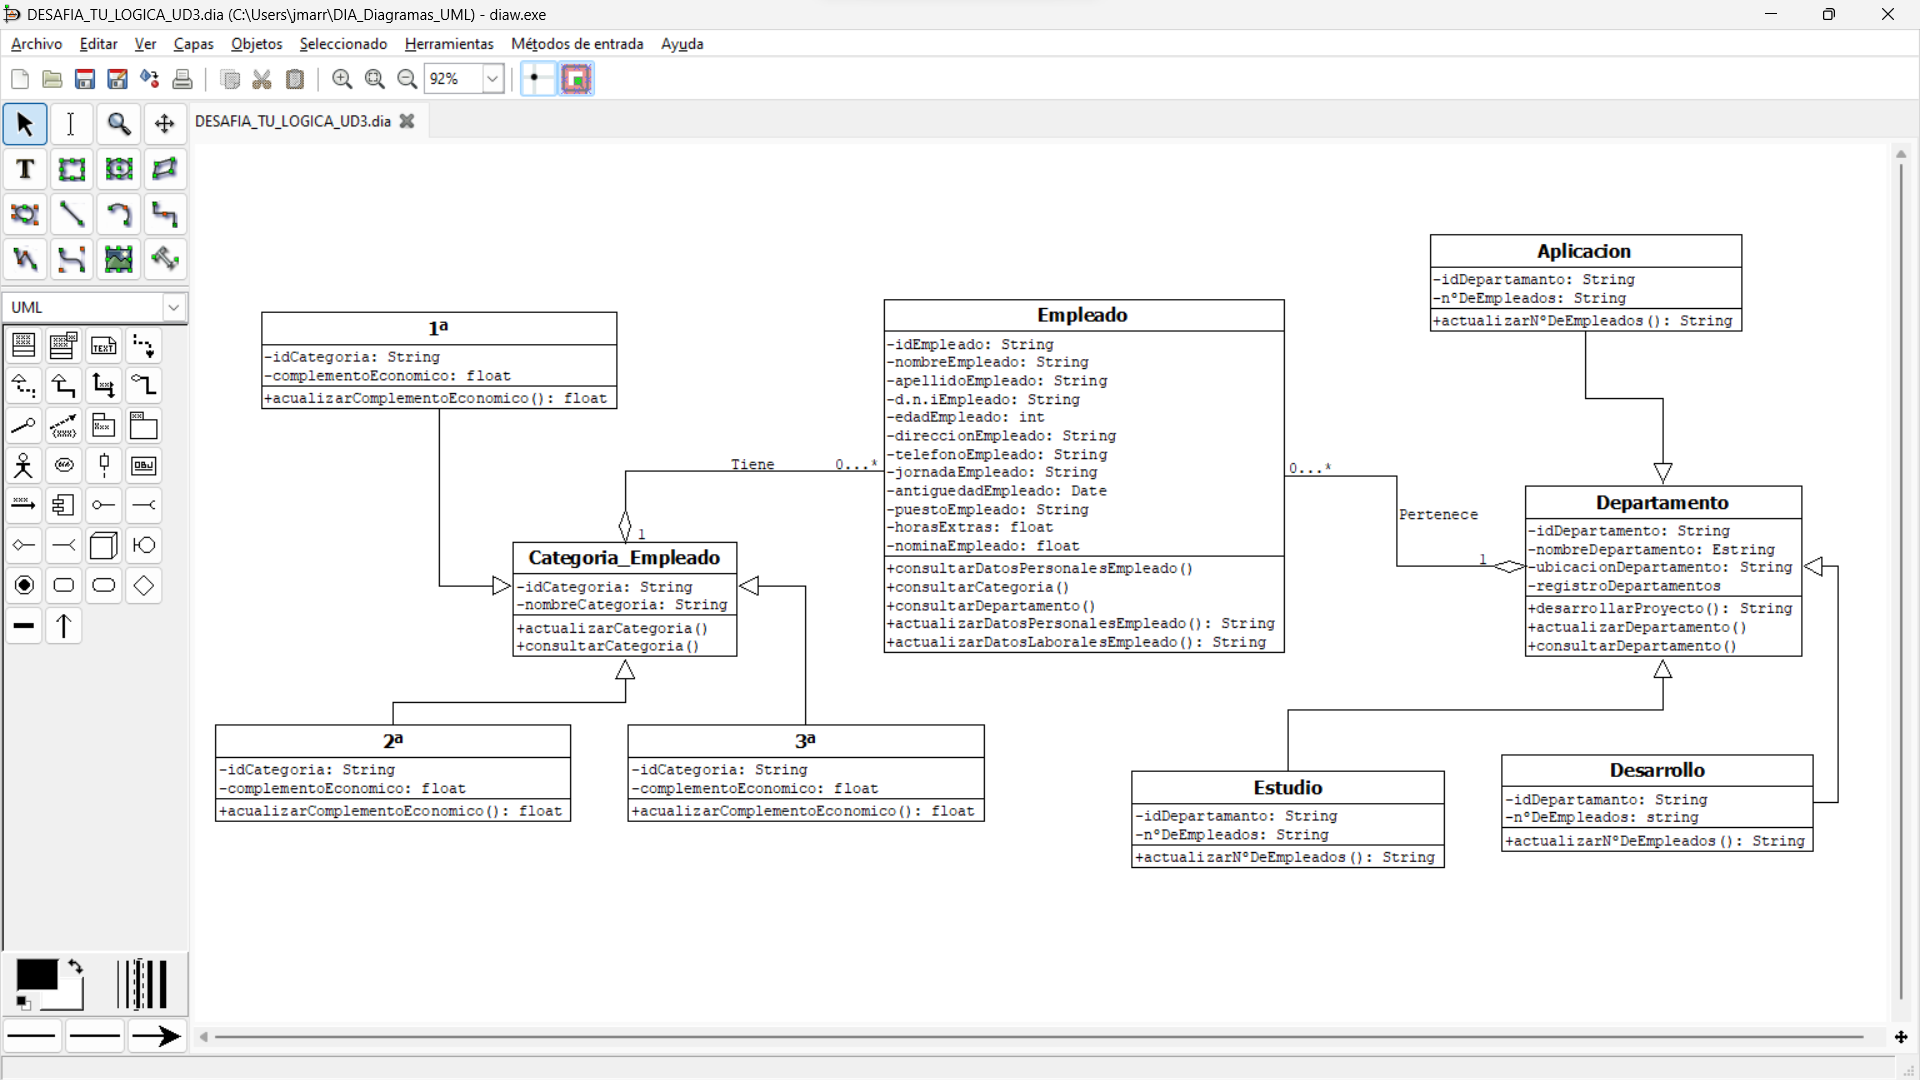 DESAFIA_TU_LOGICA_UD3.dia (C:\Users\jmarr\DIA_Diagramas_UML) - diaw.exe
Archivo Editar Ver Capas Objetos Seleccionado Herramientas Métodos de entrada Ayuda
92%
DESAFIA_TU_LOGICA_UD3.dia
T
UML
TEXT
OBJ
Aplicacion
-idDepartamanto: String
-nºDeEmpleados: String
+actualizarNºDeEmpleados(): String
1ª
-idCategoria: String
-complementoEconomico: float
+acualizarComplementoEconomico(): float
Empleado
-idEmpleado: String
-nombreEmpleado: String
-apellidoEmpleado: String
-d.n.iEmpleado: String
-edadEmpleado: int
-direccionEmpleado: String
-telefonoEmpleado: String
-jornadaEmpleado: String
-antiguedadEmpleado: Date
-puestoEmpleado: String
-horasExtras: float
-nominaEmpleado: float
+consultarDatosPersonalesEmpleado()
+consultarCategoria()
+consultarDepartamento()
+actualizarDatosPersonalesEmpleado(): String
+actualizarDatosLaboralesEmpleado(): String
Tiene 0...*
1
0...*
Pertenece
1
Categoria_Empleado
-idCategoria: String
-nombreCategoria: String
+actualizarCategoria()
+consultarCategoria()
Departamento
-idDepartamento: String
-nombreDepartamento: Estring
-ubicacionDepartamento: String
-registroDepartamentos
+desarrollarProyecto(): String
+actualizarDepartamento()
+consultarDepartamento()
2ª
-idCategoria: String
-complementoEconomico: float
+acualizarComplementoEconomico(): float
3ª
-idCategoria: String
-complementoEconomico: float
+acualizarComplementoEconomico(): float
Estudio
-idDepartamanto: String
-nºDeEmpleados: String
+actualizarNºDeEmpleados(): String
Desarrollo
-idDepartamanto: String
-nºDeEmpleados: string
+actualizarNºDeEmpleados(): String